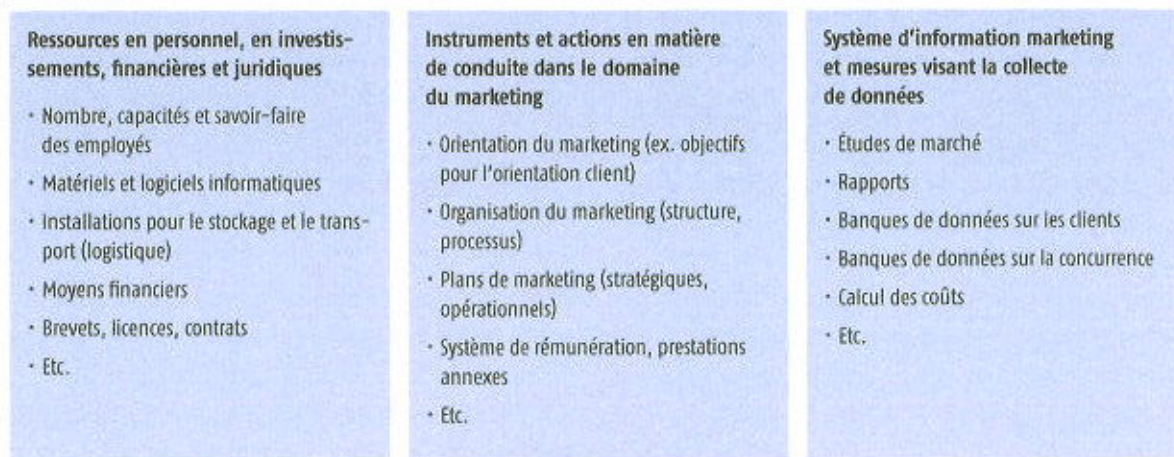 Ressources en personnel, en investis-
sements, financières et juridiques
· Nombre, capacités et savoir-faire
des employés
· Matériels et logiciels informatiques
· Installations pour le stockage et le trans-
port (logistique)
· Moyens financiers
· Brevets, licences, contrats
· Etc.
Instruments et actions en matière
de conduite dans le domaine
du marketing
· Orientation du marketing (ex. objectifs
pour l'orientation client)
· Organisation du marketing (structure,
processus)
· Plans de marketing (stratégiques,
opérationnels)
· Système de rémunération, prestations
annexes
· Etc.
Système d'information marketing
et mesures visant la collecte
de données
· Études de marché
· Rapports
· Banques de données sur les clients
· Banques de données sur la concurrence
· Calcul des coûts
· Etc.